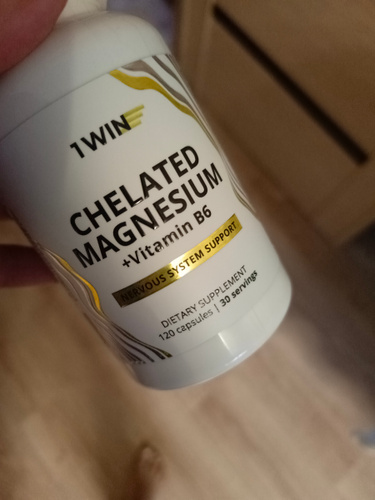 1WIN
CHELATED
MAGNESIUM
+Vitamin B6
NERVOUS SYSTEM SUPPORT
DIETARY SUPPLEMENT
120 capsules | 30 servings